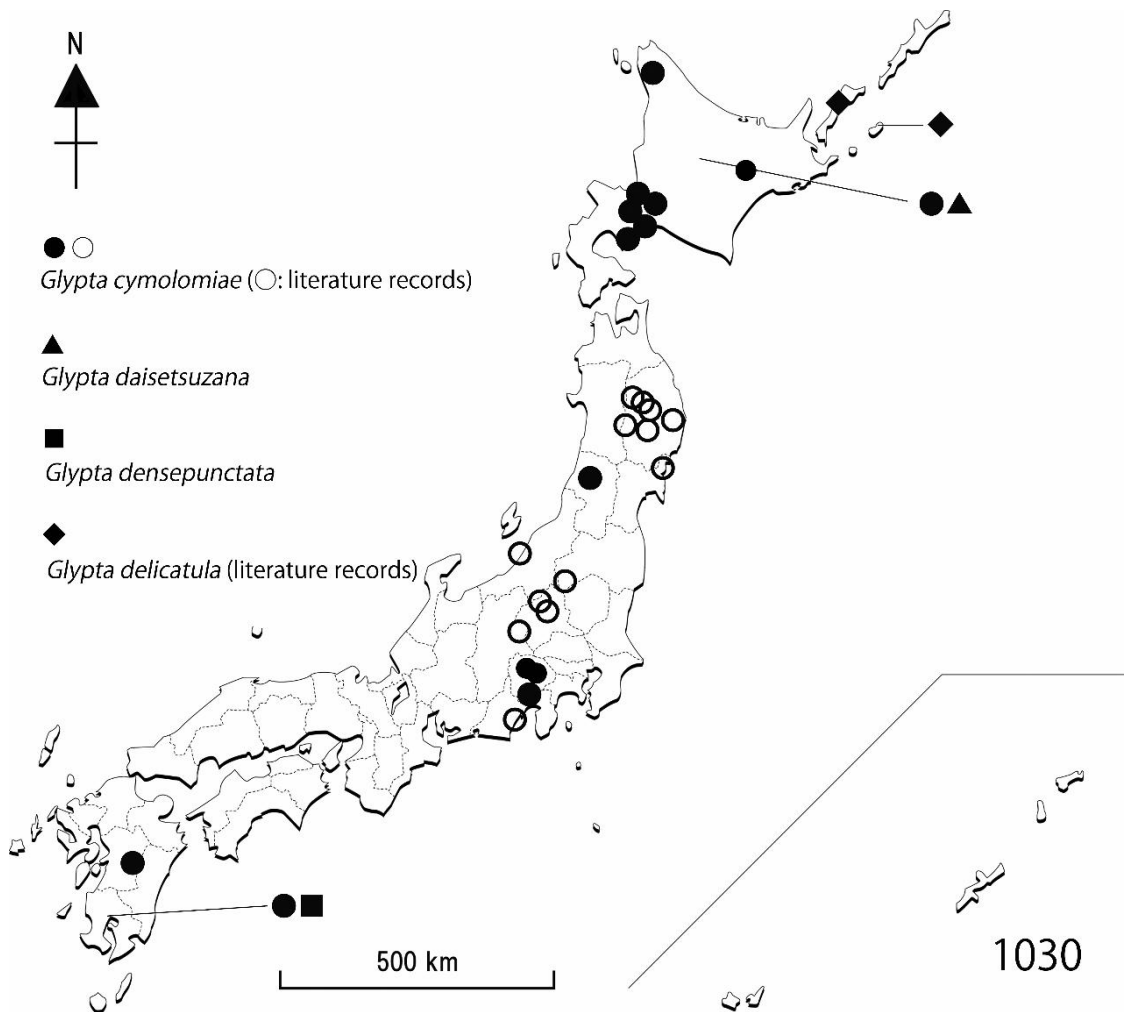 N
Glypta cymolomiae (○: literature records)
Glypta daisetsuzana
Glypta densepunctata
Glypta delicatula (literature records)
500 km
1030